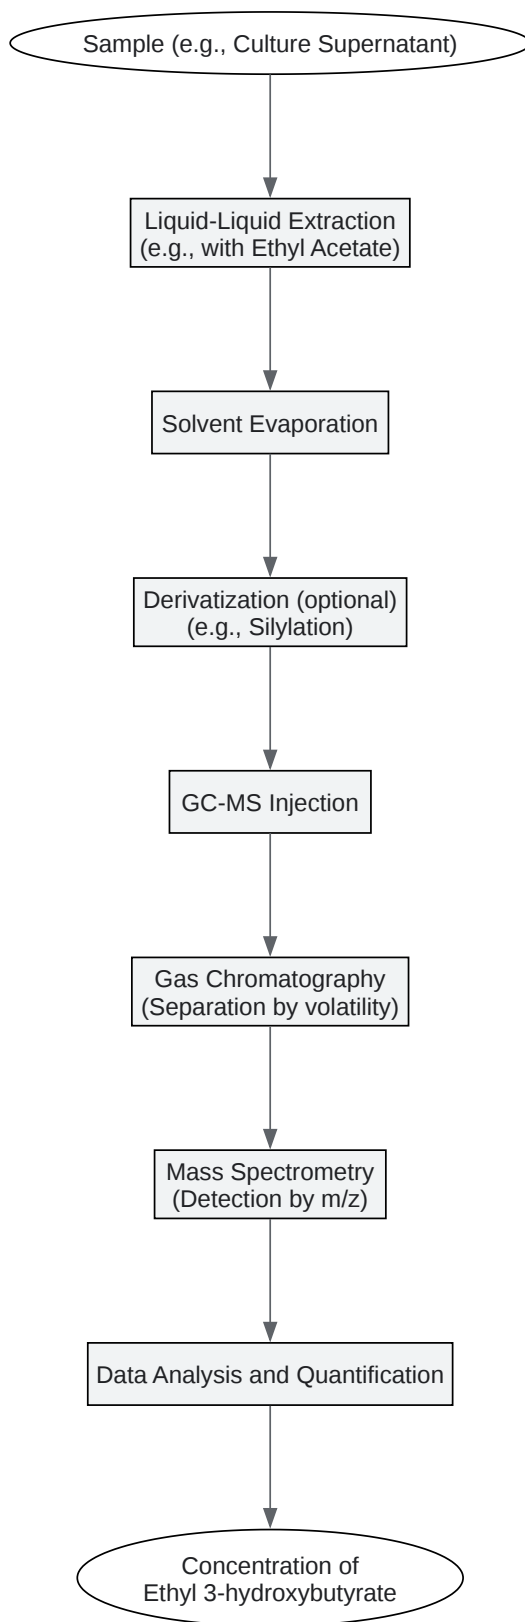 Sample (e.g., Culture Supernatant)
Liquid-Liquid Extraction
(e.g., with Ethyl Acetate)
Solvent Evaporation
Derivatization (optional)
(e.g., Silylation)
GC-MS Injection
Gas Chromatography
(Separation by volatility)
Mass Spectrometry
(Detection by m/z)
Data Analysis and Quantification
Concentration of
Ethyl 3-hydroxybutyrate